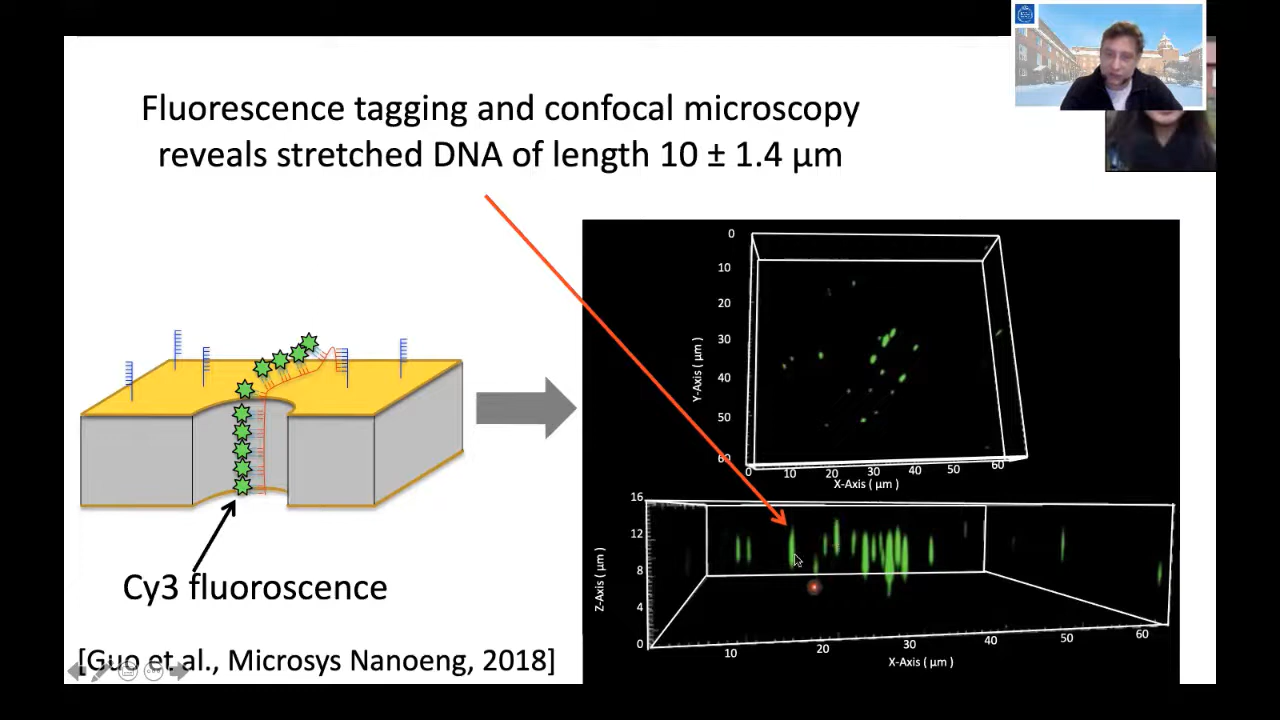 Fluorescence tagging and confocal microscopy
reveals stretched DNA of length 10 ± 1.4 µm
Cy3 fluoroscence
[Guo et al., Microsys Nanoeng, 2018]
0
10
20
30
40
50
60
Y-Axis ( µm )
0 10 20 30 40 50 60
X-Axis ( µm )
16
12
8
4
0
Z-Axis ( µm )
10 20 30 40 50 60
X-Axis ( µm )